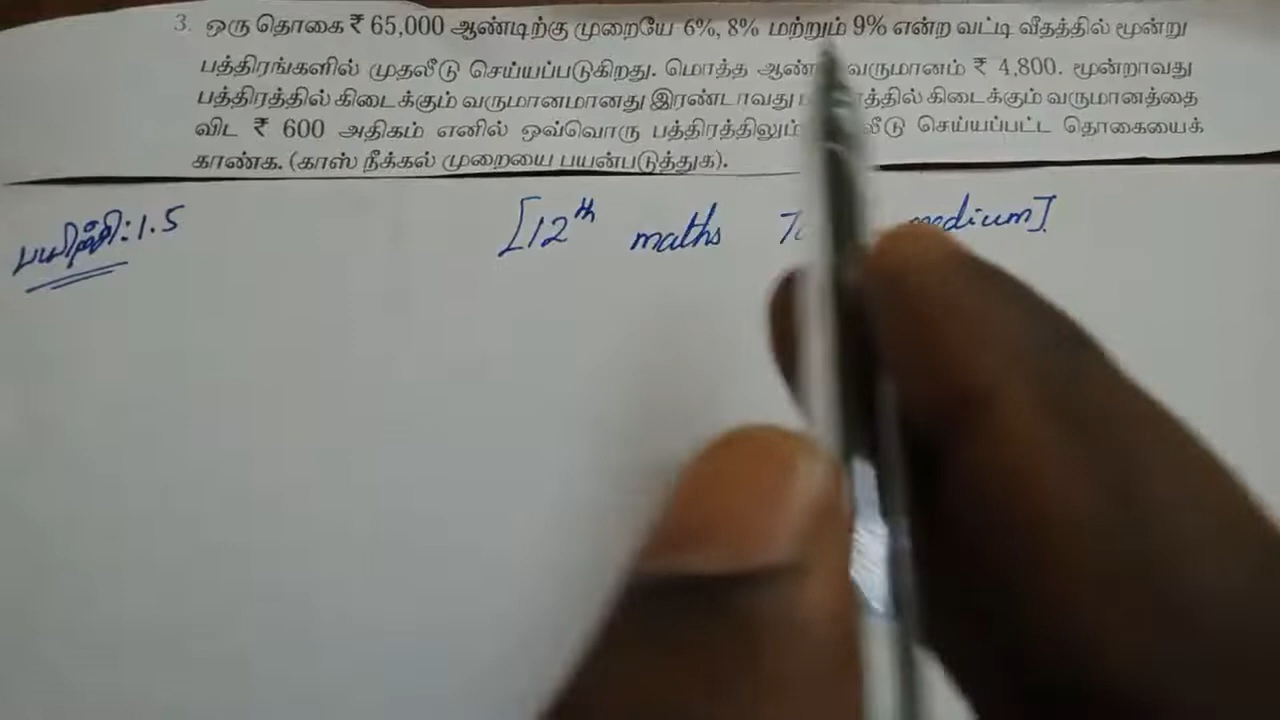 3. ஒரு தொகை ₹ 65,000 ஆண்டிற்கு முறையே 6%, 8% மற்றும் 9% என்ற வட்டி வீதத்தில் மூன்று
பத்திரங்களில் முதலீடு செய்யப்படுகிறது. மொத்த வருமானம் ₹ 4,800. மூன்றாவது
பத்திரத்தில் கிடைக்கும் வருமானமானது இரண்டாவது கிடைக்கும் வருமானத்தை
விட ₹ 600 அதிகம் எனில் ஒவ்வொரு பத்திரத்திலும் செய்யப்பட்ட தொகையைக்
காண்க. (காஸ் நீக்கல் முறையை பயன்படுத்துக).
பயிற்சி: 1.5
[12th maths medium]